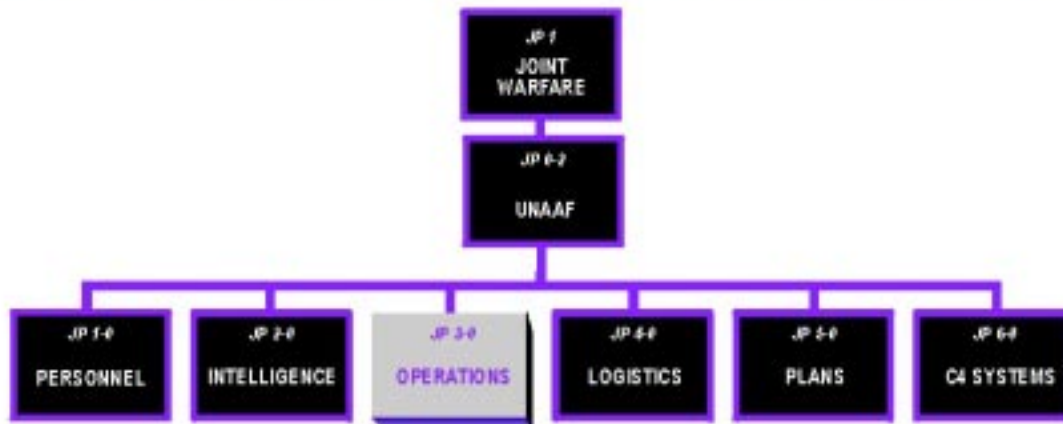 JP 1
JOINT
WARFARE
JP 0-2
UNAAF
JP 1-0
PERSONNEL
JP 2-0
INTELLIGENCE
JP 3-0
OPERATIONS
JP 4-0
LOGISTICS
JP 5-0
PLANS
JP 6-0
C4 SYSTEMS